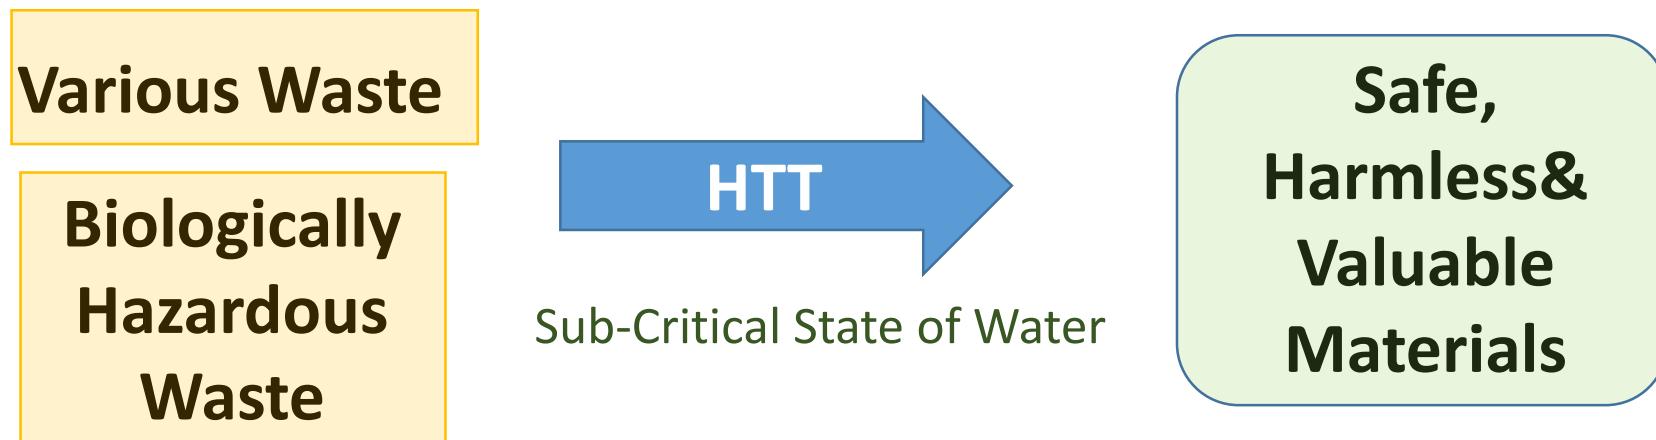 Various Waste
Biologically
Hazardous
Waste
HTT
Sub-Critical State of Water
Safe,
Harmless&
Valuable
Materials